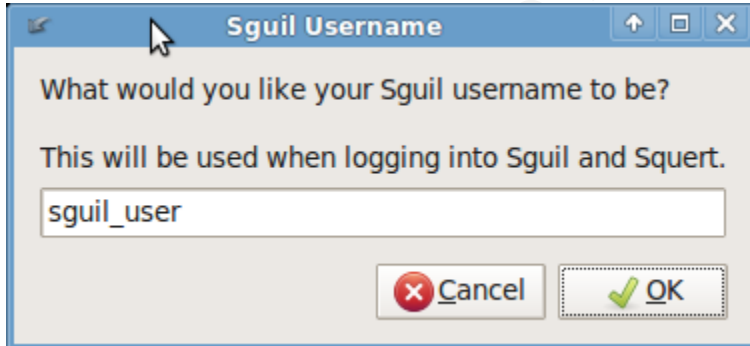 Sguil Username
What would you like your Sguil username to be?
This will be used when logging into Sguil and Squert.
sguil_user
Cancel OK